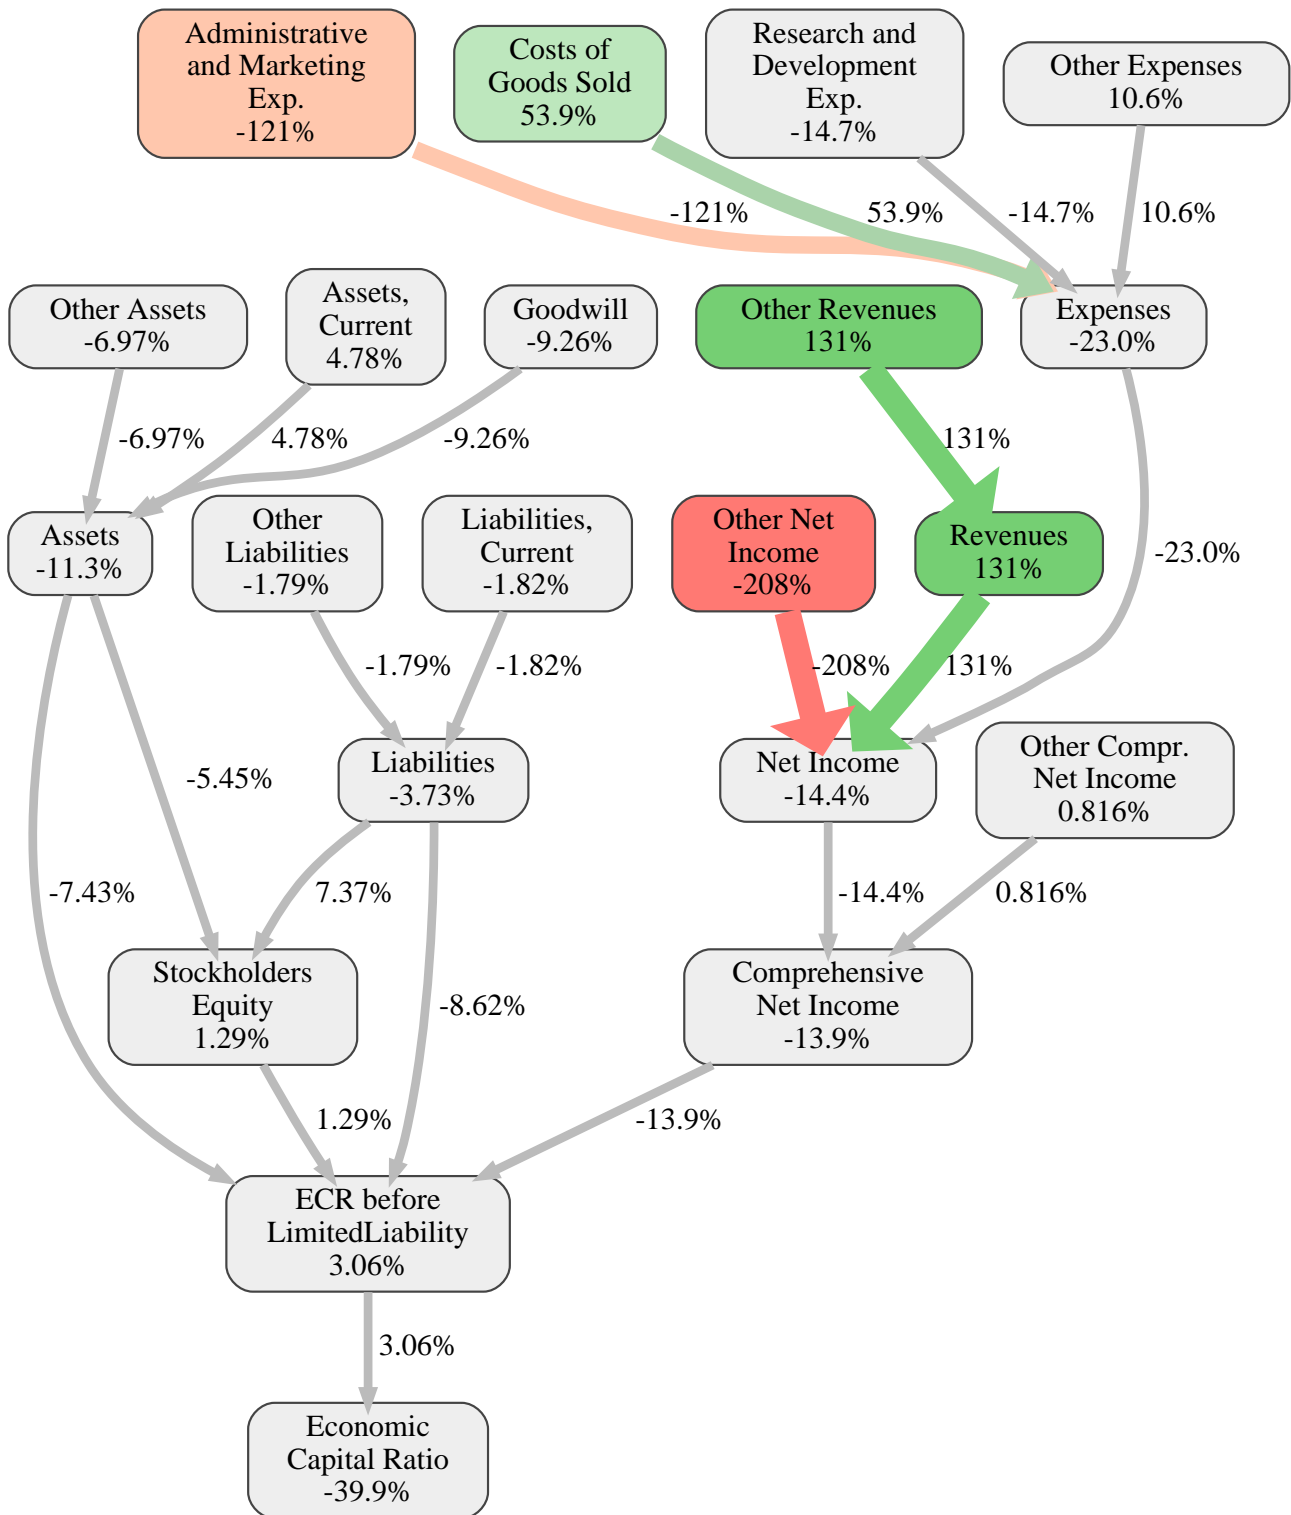 Administrative
and Marketing
Exp.
-121%
Costs of
Goods Sold
53.9%
Research and
Development
Exp.
-14.7%
Other Expenses
10.6%
-121%
53.9%
-14.7%
10.6%
Other Assets
-6.97%
Assets,
Current
4.78%
Goodwill
-9.26%
Other Revenues
131%
Expenses
-23.0%
-6.97%
4.78%
-9.26%
131%
Assets
-11.3%
Other
Liabilities
-1.79%
Liabilities,
Current
-1.82%
Other Net
Income
-208%
Revenues
131%
-23.0%
-1.79%
-1.82%
-208%
131%
-5.45%
Liabilities
-3.73%
Net Income
-14.4%
Other Compr.
Net Income
0.816%
-7.43%
7.37%
-14.4%
0.816%
Stockholders
Equity
1.29%
-8.62%
Comprehensive
Net Income
-13.9%
1.29%
-13.9%
ECR before
LimitedLiability
3.06%
3.06%
Economic
Capital Ratio
-39.9%